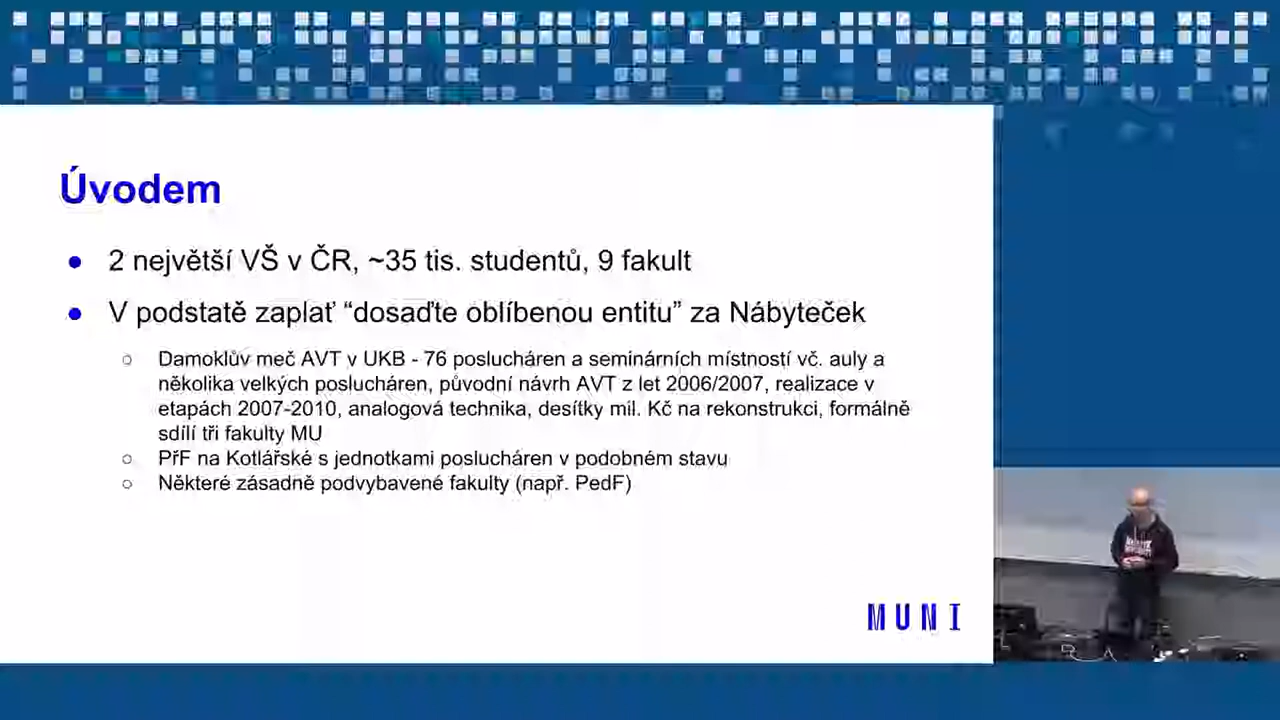 Úvodem
● 2 největší VŠ v ČR, ~35 tis. studentů, 9 fakult
● V podstatě zaplať “dosaďte oblíbenou entitu” za Nábyteček
○ Damoklův meč AVT v UKB - 76 poslucháren a seminárních místností vč. auly a
několika velkých poslucháren, původní návrh AVT z let 2006/2007, realizace v
etapách 2007-2010, analogová technika, desítky mil. Kč na rekonstrukci, formálně
sdílí tři fakulty MU
○ PřF na Kotlářské s jednotkami poslucháren v podobném stavu
○ Některé zásadně podvybavené fakulty (např. PedF)
MUNI